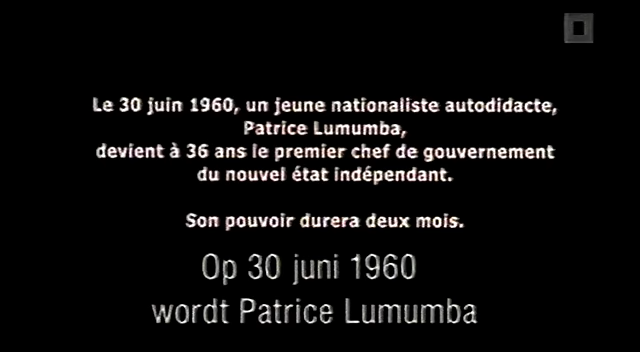 Le 30 juin 1960, un jeune nationaliste autodidacte,
Patrice Lumumba,
devient à 36 ans le premier chef de gouvernement
du nouvel état indépendant.
Son pouvoir durera deux mois.
Op 30 juni 1960
wordt Patrice Lumumba